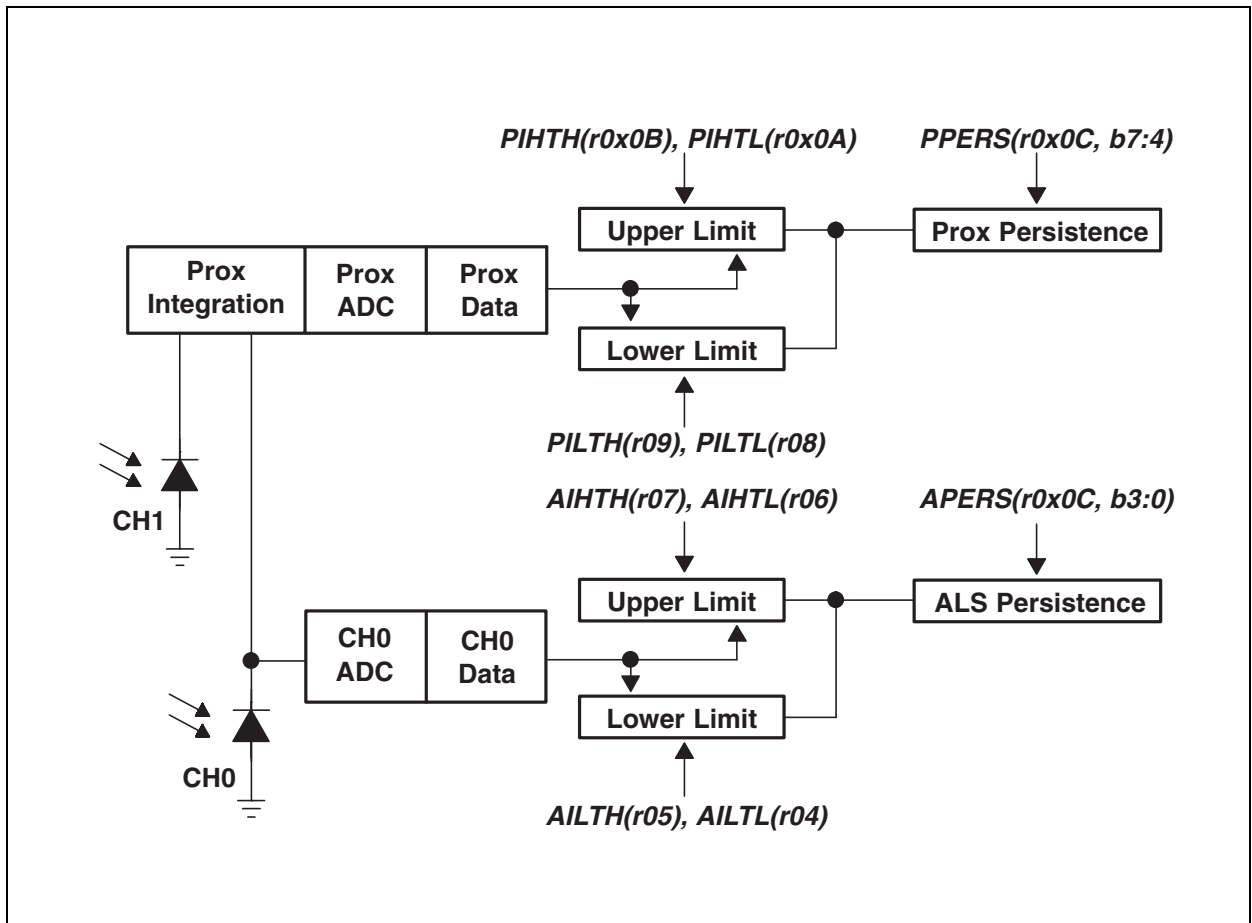 PIHTH(r0x0B), PIHTL(r0x0A)
PPERS(r0x0C, b7:4)
Upper Limit
Prox Persistence
Prox
Integration
Prox
ADC
Prox
Data
Lower Limit
PILTH(r09), PILTL(r08)
CH1
AIHTH(r07), AIHTL(r06)
APERS(r0x0C, b3:0)
Upper Limit
ALS Persistence
CH0
ADC
CH0
Data
Lower Limit
CH0
AILTH(r05), AILTL(r04)